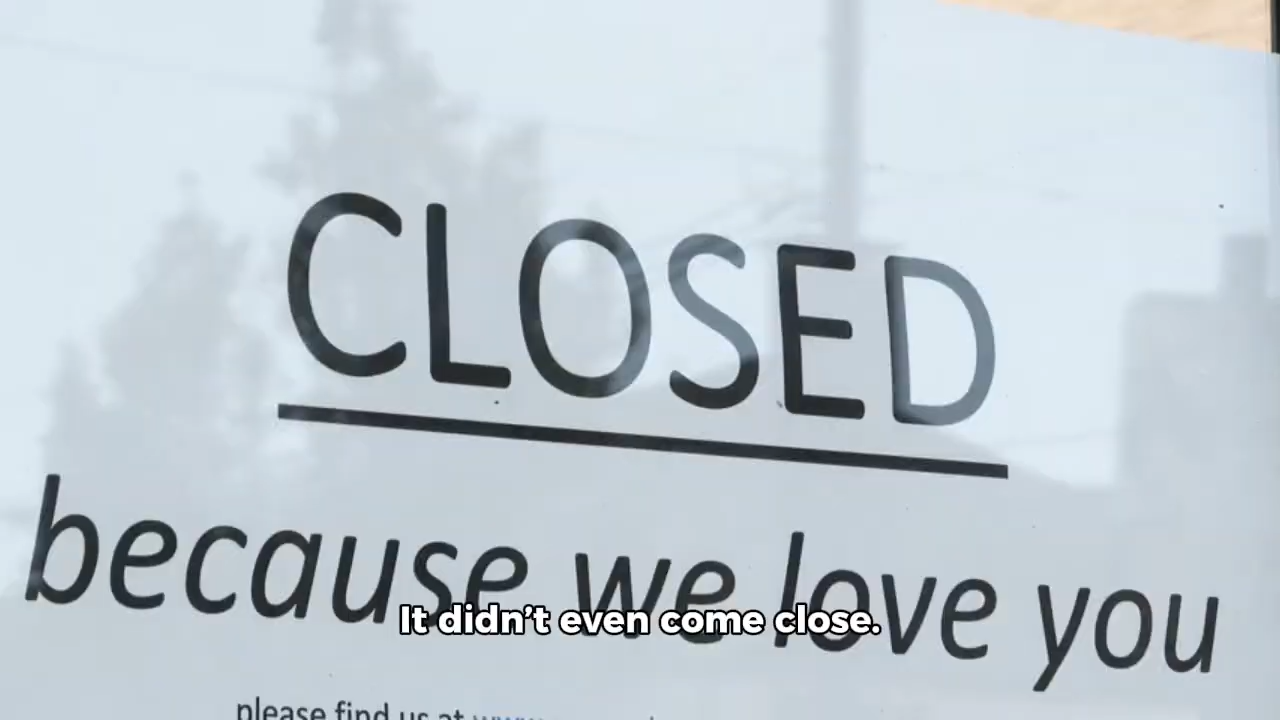 CLOSED
because we love you
It didn't even come close.
please find us at